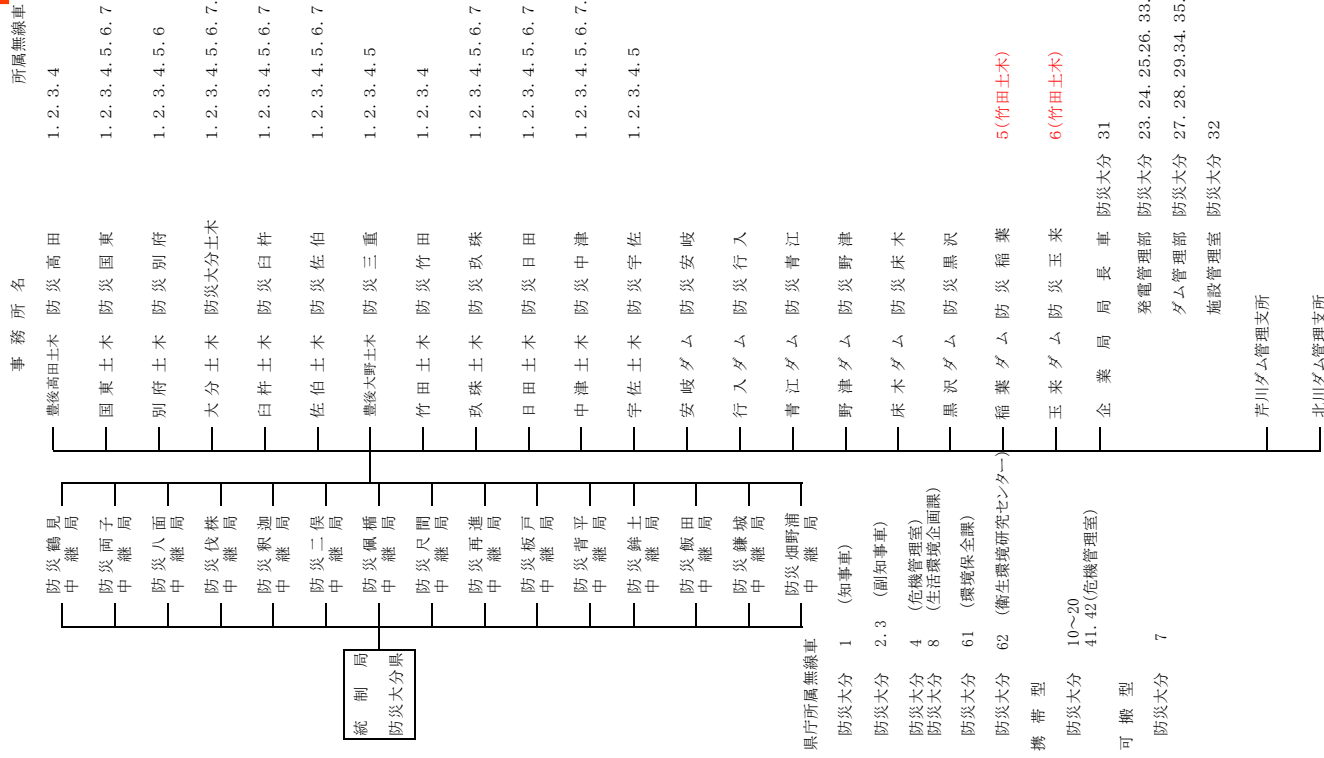 統制局
防災大分県
防災鶴見中継局
防災両子中継局
防災八面中継局
防災伐株中継局
防災釈迦中継局
防災二俣中継局
防災佩楯中継局
防災尺間中継局
防災再進中継局
防災板戸中継局
防災背平中継局
防災鉾土中継局
防災飯田中継局
防災鎌城中継局
防災畑野浦中継局
事務所名 所属無線車
豊後高田土木 防災高田 1.2.3.4
国東土木 防災国東 1.2.3.4.5.6.7
別府土木 防災別府 1.2.3.4.5.6
大分土木 防災大分土木 1.2.3.4.5.6.7.
臼杵土木 防災臼杵 1.2.3.4.5.6.7
佐伯土木 防災佐伯 1.2.3.4.5.6.7
豊後大野土木 防災三重 1.2.3.4.5
竹田土木 防災竹田 1.2.3.4
玖珠土木 防災玖珠 1.2.3.4.5.6.7
日田土木 防災日田 1.2.3.4.5.6.7
中津土木 防災中津 1.2.3.4.5.6.7.
宇佐土木 防災宇佐 1.2.3.4.5
安岐ダム 防災安岐
行入ダム 防災行入
青江ダム 防災青江
野津ダム 防災野津
床木ダム 防災床木
黒沢ダム 防災黒沢
稲葉ダム 防災稲葉 5(竹田土木)
玉来ダム 防災玉来 6(竹田土木)
企業局 局長車 防災大分 31
発電管理部 防災大分 23.24.25.26.33.
ダム管理部 防災大分 27.28.29.34.35.
施設管理室 防災大分 32
芹川ダム管理支所
北川ダム管理支所
県庁所属無線車
防災大分 1 (知事車)
防災大分 2.3 (副知事車)
防災大分 4 (危機管理室)
防災大分 8 (生活環境企画課)
防災大分 61 (環境保全課)
防災大分 62 (衛生環境研究センター)
携帯型
防災大分 10～20
41.42(危機管理室)
可搬型
防災大分 7